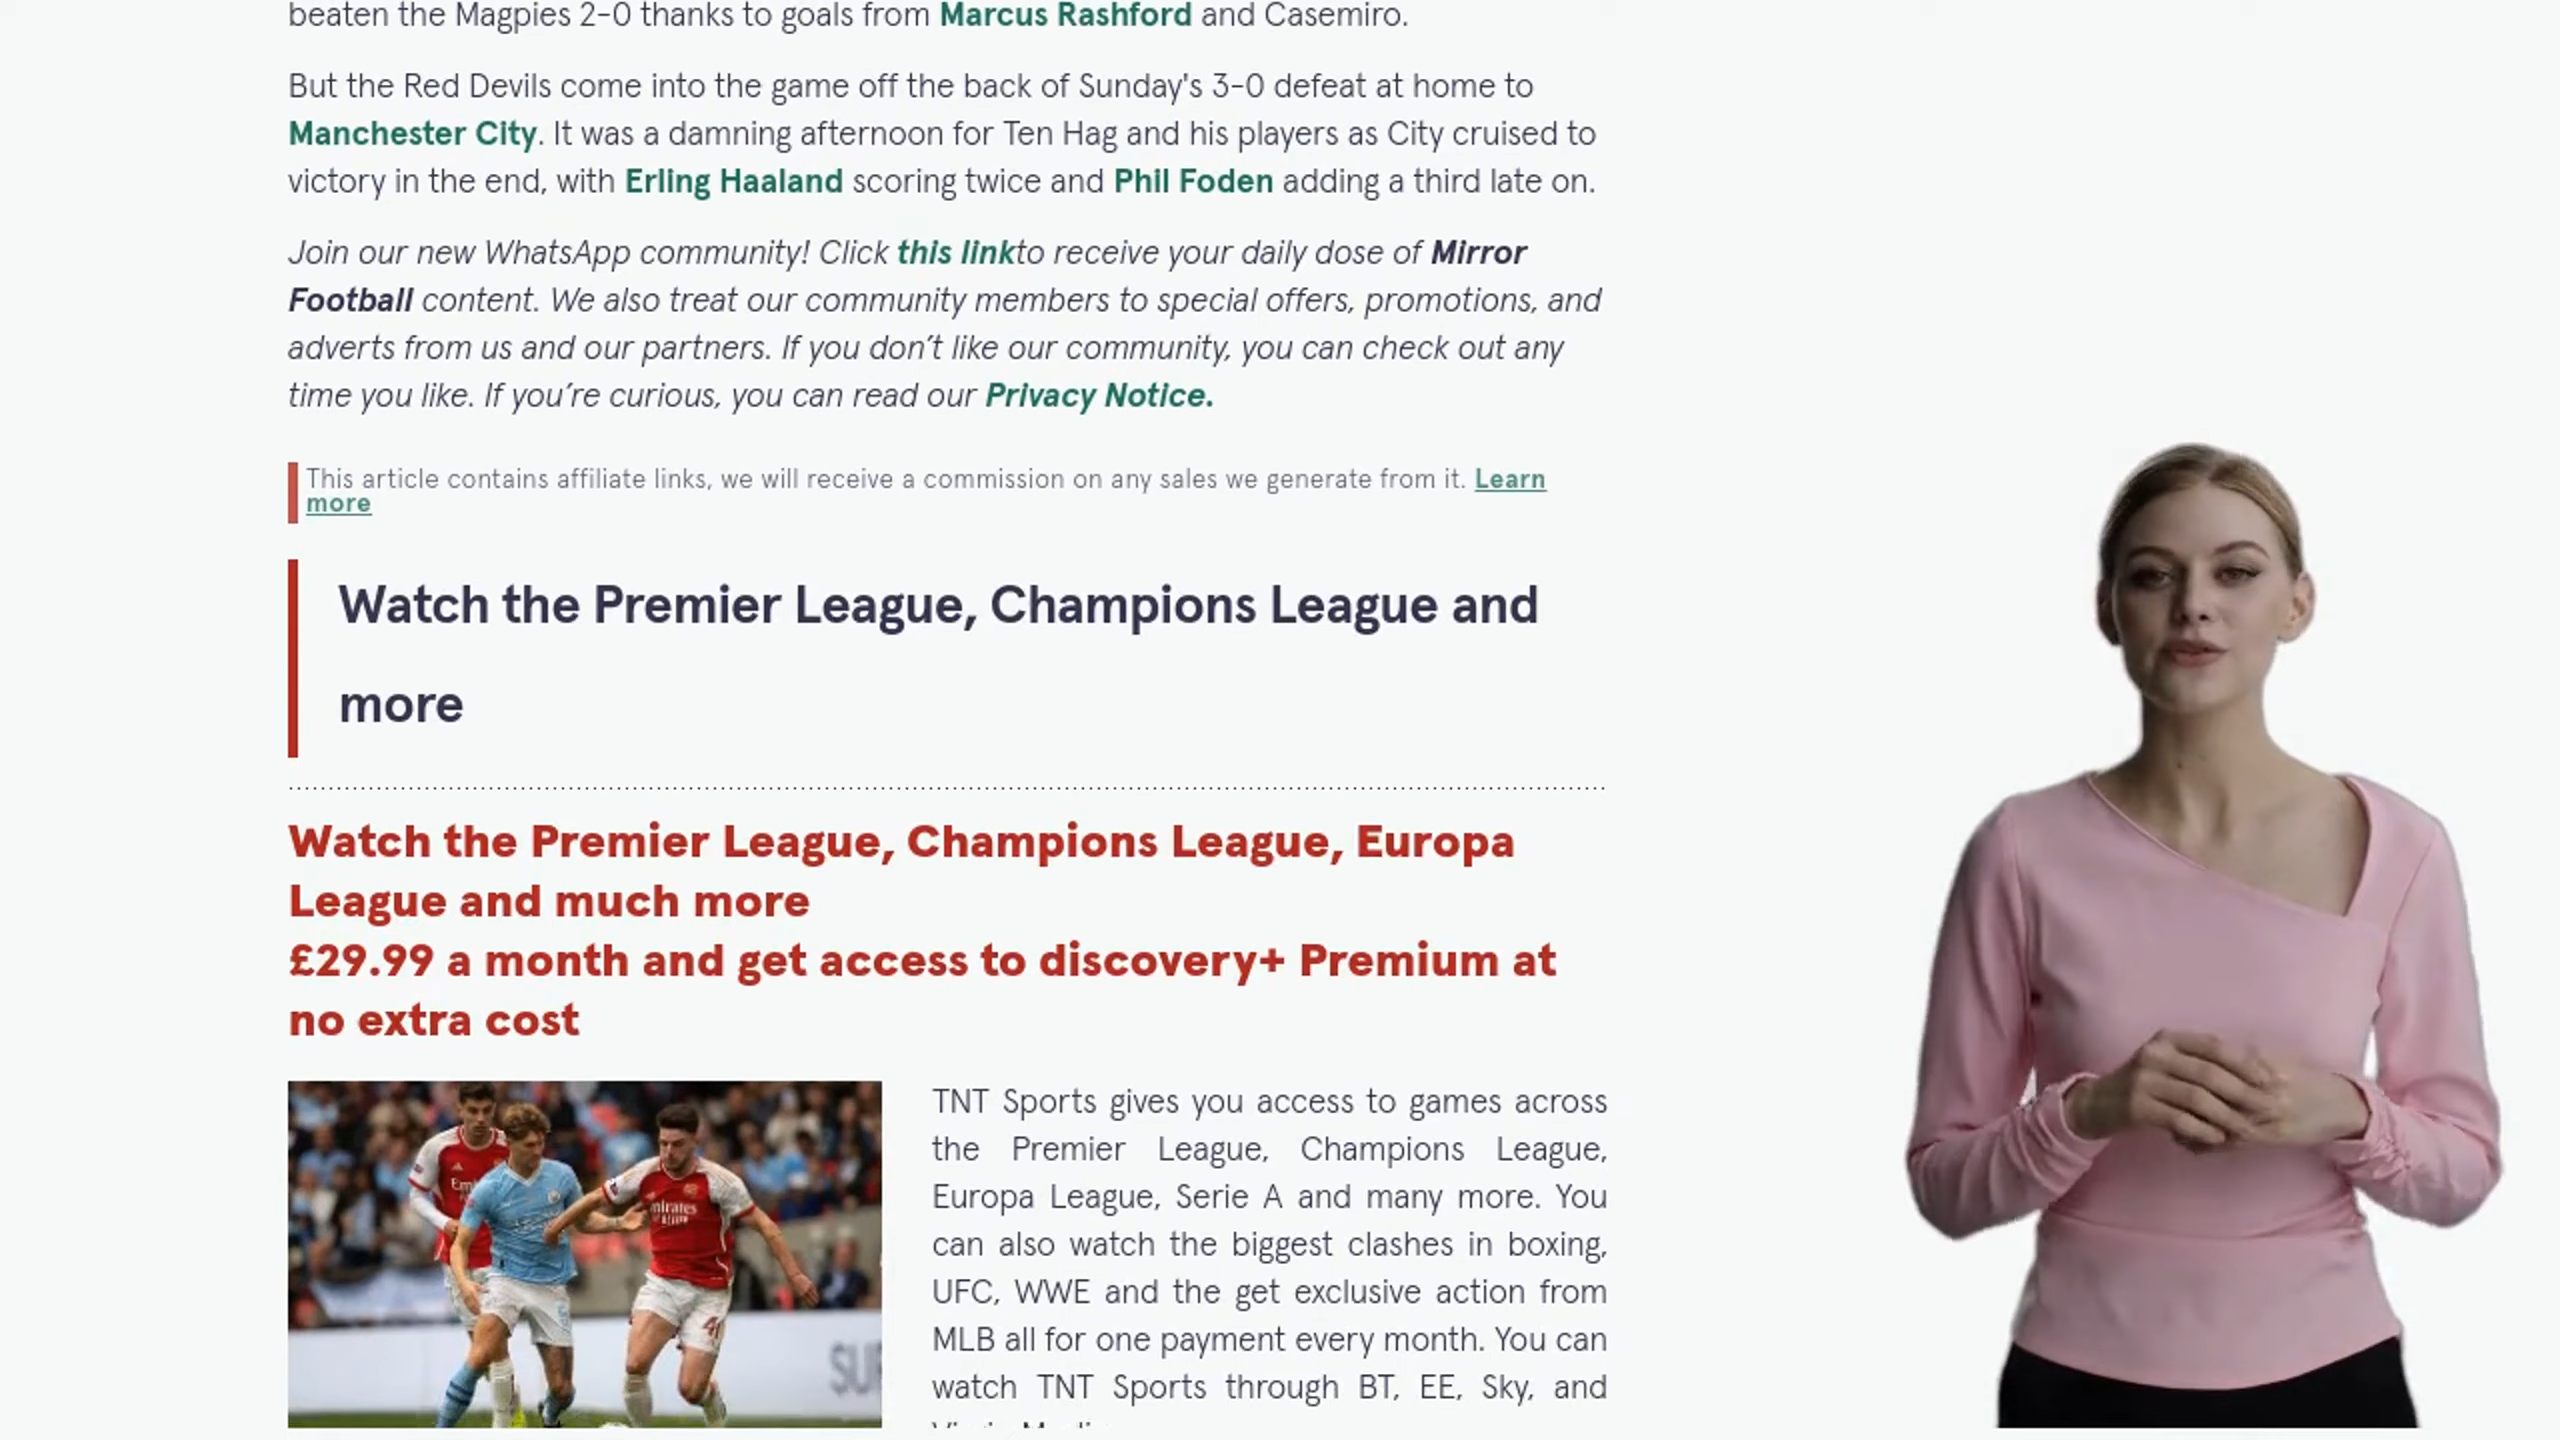 beaten the Magpies 2-0 thanks to goals from Marcus Rashford and Casemiro.
But the Red Devils come into the game off the back of Sunday's 3-0 defeat at home to
Manchester City. It was a damning afternoon for Ten Hag and his players as City cruised to
victory in the end, with Erling Haaland scoring twice and Phil Foden adding a third late on.
Join our new WhatsApp community! Click this linkto receive your daily dose of Mirror
Football content. We also treat our community members to special offers, promotions, and
adverts from us and our partners. If you don’t like our community, you can check out any
time you like. If you’re curious, you can read our Privacy Notice.
This article contains affiliate links, we will receive a commission on any sales we generate from it. Learn
more
Watch the Premier League, Champions League and
more
Watch the Premier League, Champions League, Europa
League and much more
£29.99 a month and get access to discovery+ Premium at
no extra cost
TNT Sports gives you access to games across
the Premier League, Champions League,
Europa League, Serie A and many more. You
can also watch the biggest clashes in boxing,
UFC, WWE and the get exclusive action from
MLB all for one payment every month. You can
watch TNT Sports through BT, EE, Sky, and